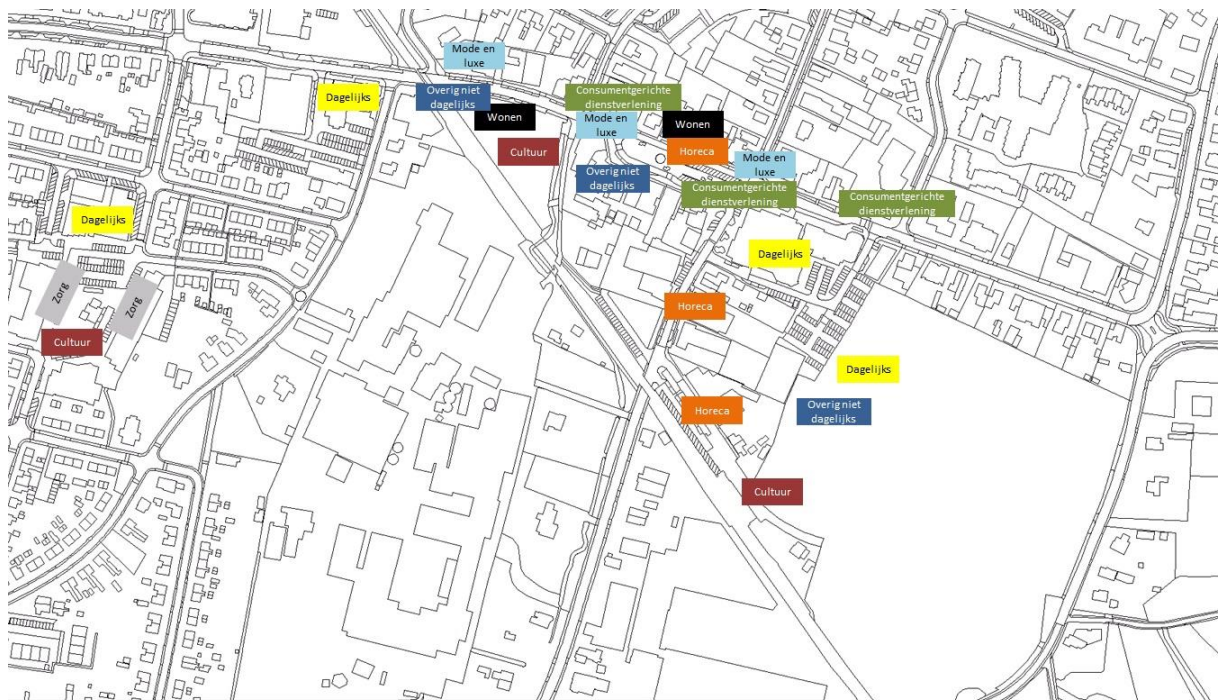 Mode en
luxe
Dagelijks
Overig niet
dagelijks
Consumentgerichte
dienstverlening
Wonen
Mode en
luxe
Wonen
Cultuur
Horeca
Mode en
luxe
Overig niet
dagelijks
Consumentgerichte
dienstverlening
Consumentgerichte
dienstverlening
Dagelijks
Dagelijks
Zorg
Zorg
Horeca
Cultuur
Dagelijks
Horeca
Overig niet
dagelijks
Cultuur